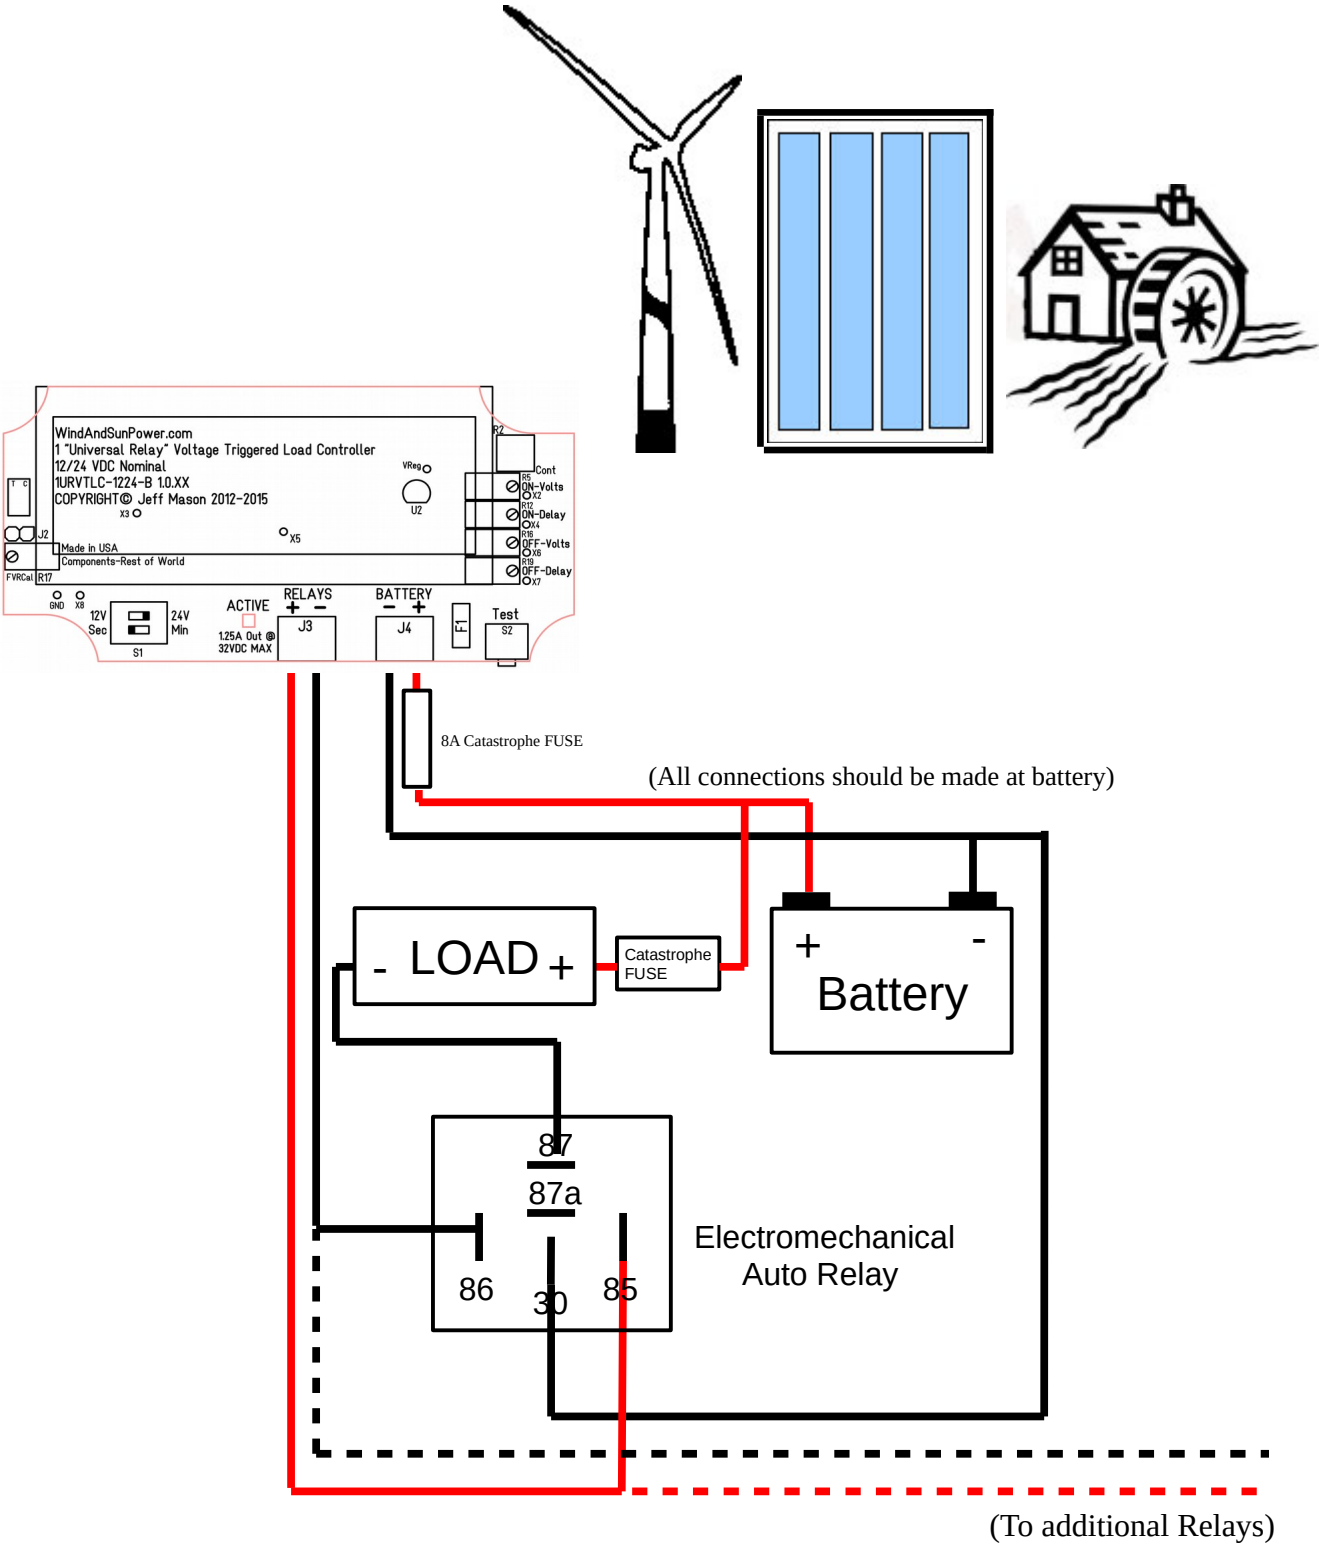 WindAndSunPower.com
1 "Universal Relay" Voltage Triggered Load Controller
12/24 VDC Nominal
1URVTLC-1224-B 1.0.XX
COPYRIGHT© Jeff Mason 2012-2015
X3
X5
VReg
U2
R2
Cont
R5
ON-Volts
X2
R12
ON-Delay
X4
R16
OFF-Volts
X6
R19
OFF-Delay
X7
T C
J2
Made in USA
Components-Rest of World
FVRCal
R17
GND
X8
12V
24V
Sec
Min
S1
ACTIVE
1.25A Out @
32VDC MAX
RELAYS
+ -
J3
BATTERY
- +
J4
F1
Test
S2
8A Catastrophe FUSE
(All connections should be made at battery)
- LOAD +
Catastrophe
FUSE
+ -
Battery
87
87a
86
30
85
Electromechanical
Auto Relay
(To additional Relays)